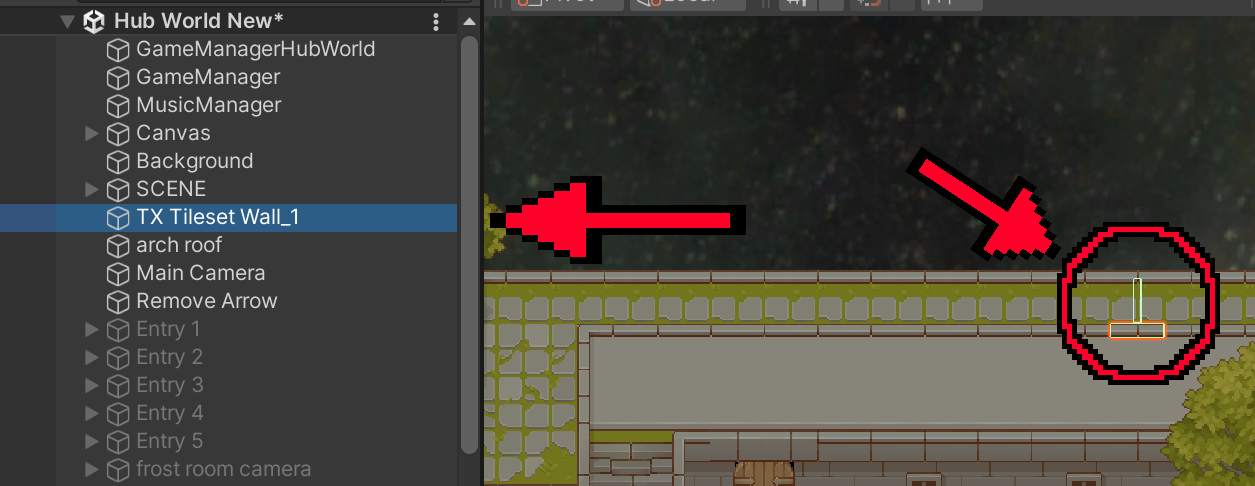 Hub World New*
GameManagerHubWorld
GameManager
MusicManager
Canvas
Background
SCENE
TX Tileset Wall_1
arch roof
Main Camera
Remove Arrow
Entry 1
Entry 2
Entry 3
Entry 4
Entry 5
frost room camera